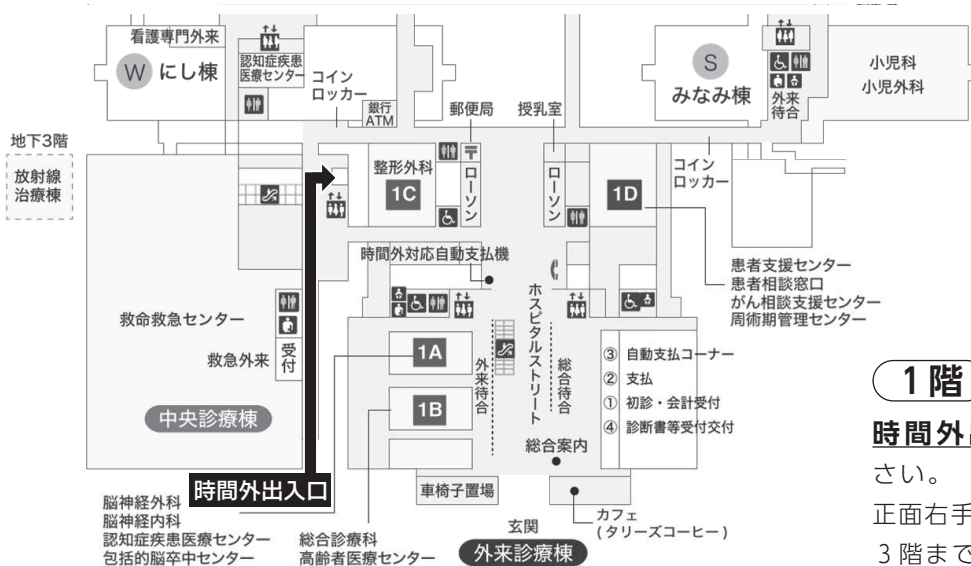 看護専門外来
W にし棟
認知症疾患
医療センター
コイン
ロッカー
銀行
ATM
郵便局
授乳室
S
みなみ棟
外来
待合
小児科
小児外科
地下3階
放射線
治療棟
整形外科
1C
〒
ローソン
ローソン
1D
コイン
ロッカー
時間外対応自動支払機
患者支援センター
患者相談窓口
がん相談支援センター
周術期管理センター
救命救急センター
救急外来
受付
中央診療棟
1A
1B
外来待合
ホスピタルストリート
総合待合
③ 自動支払コーナー
② 支払
① 初診・会計受付
④ 診断書等受付交付
総合案内
時間外出入口
車椅子置場
玄関
外来診療棟
カフェ
(タリーズコーヒー)
脳神経外科
脳神経内科
認知症疾患医療センター
包括的脳卒中センター
総合診療科
高齢者医療センター
1階
時間外
さい。
正面右手
3階まで